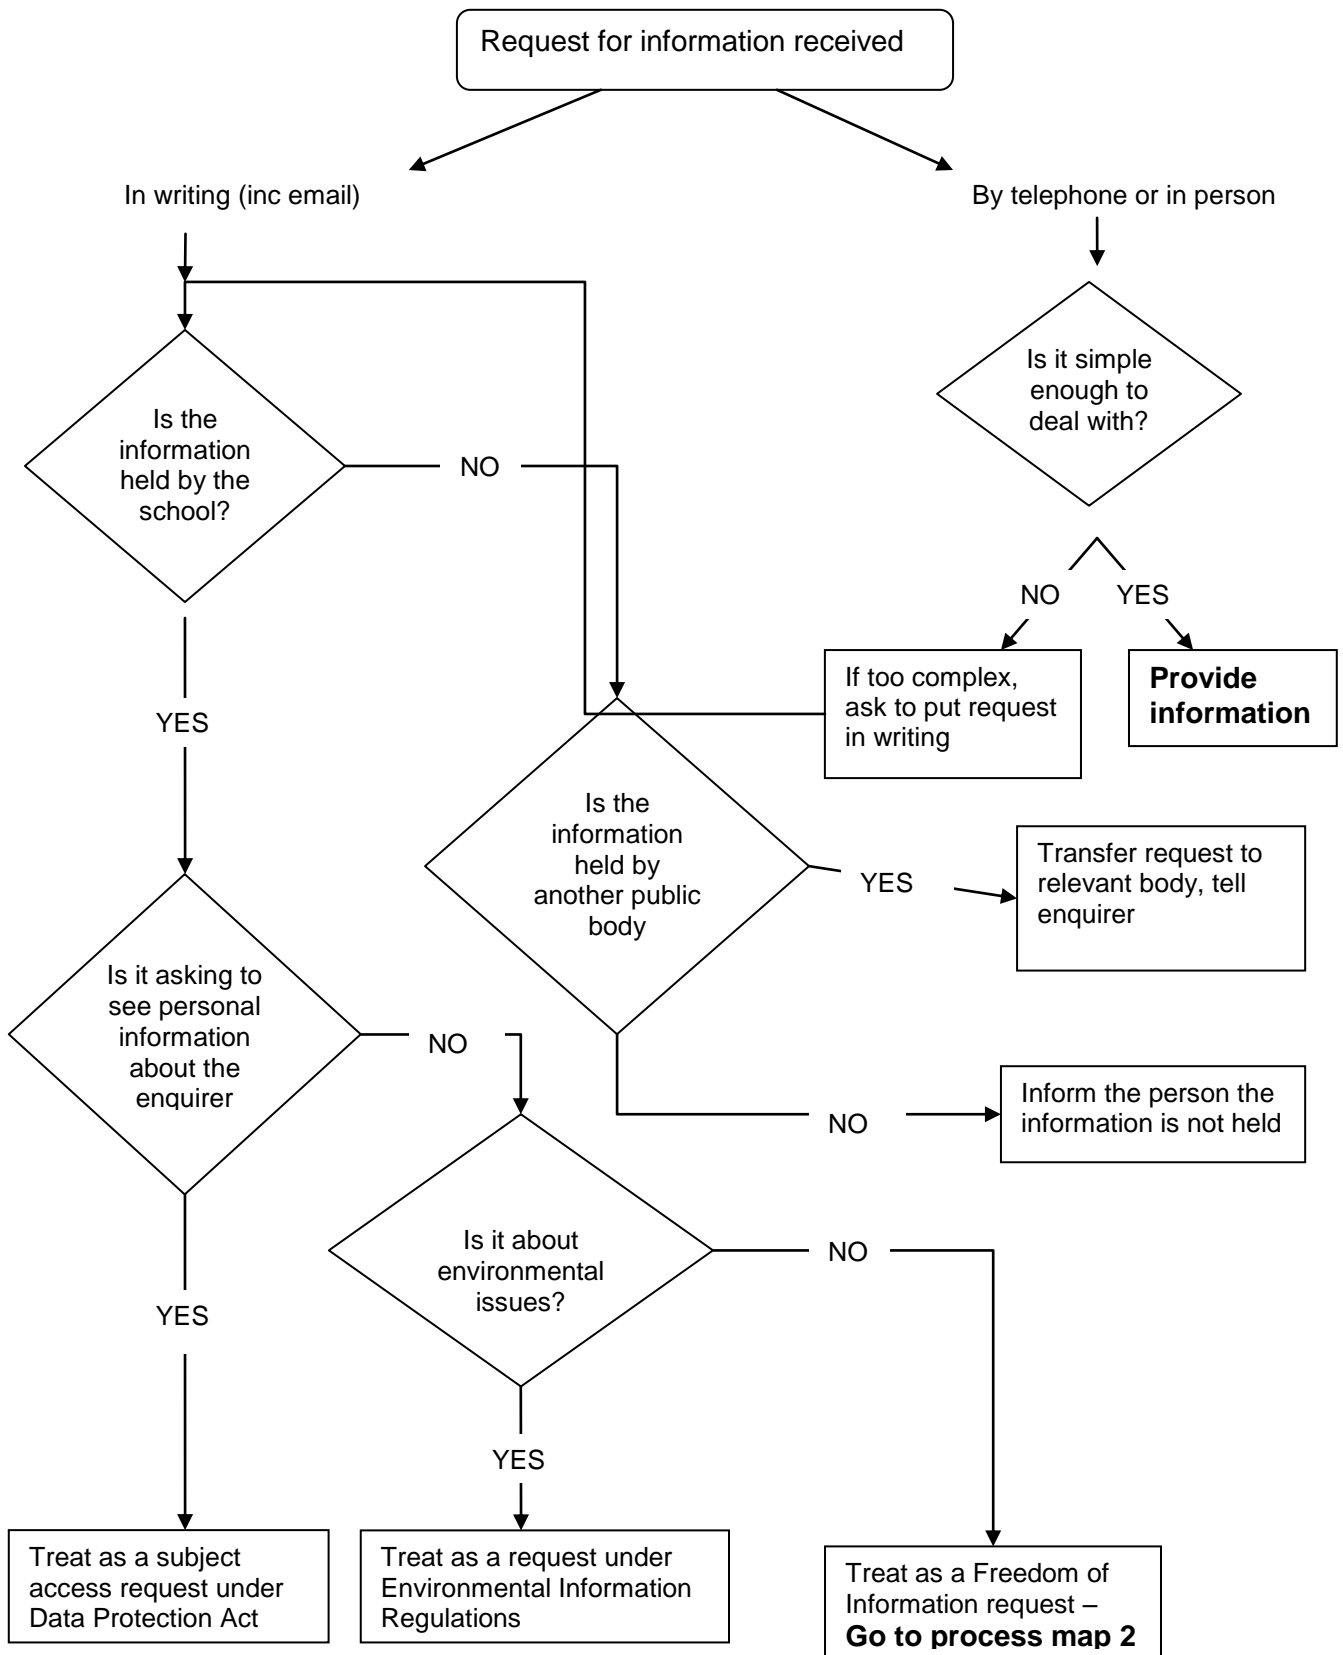 Request for information received
In writing (inc email)
By telephone or in person
Is it simple
enough to
deal with?
Is the
information
held by the
school?
NO
NO
YES
If too complex,
ask to put request
in writing
Provide
information
YES
Is the
information
held by
another public
body
YES
Transfer request to
relevant body, tell
enquirer
Is it asking to
see personal
information
about the
enquirer
NO
Inform the person the
information is not held
NO
Is it about
environmental
issues?
NO
YES
YES
Treat as a subject
access request under
Data Protection Act
Treat as a request under
Environmental Information
Regulations
Treat as a Freedom of
Information request –
Go to process map 2